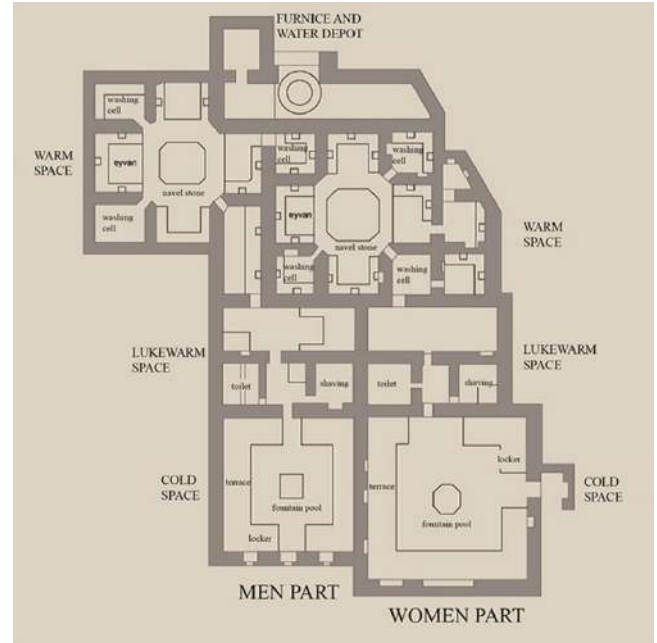 FURNICE AND
WATER DEPOT
washing
cell
WARM
SPACE
eyvan
navel stone
washing
cell
washing
cell
washing
cell
eyvan
navel stone
WARM
SPACE
washing
cell
washing
cell
LUKEWARM
SPACE
LUKEWARM
SPACE
toilet
shaving
toilet
shaving
COLD
SPACE
terrace
fountain pool
locker
terrace
locker
fountain pool
COLD
SPACE
MEN PART
WOMEN PART